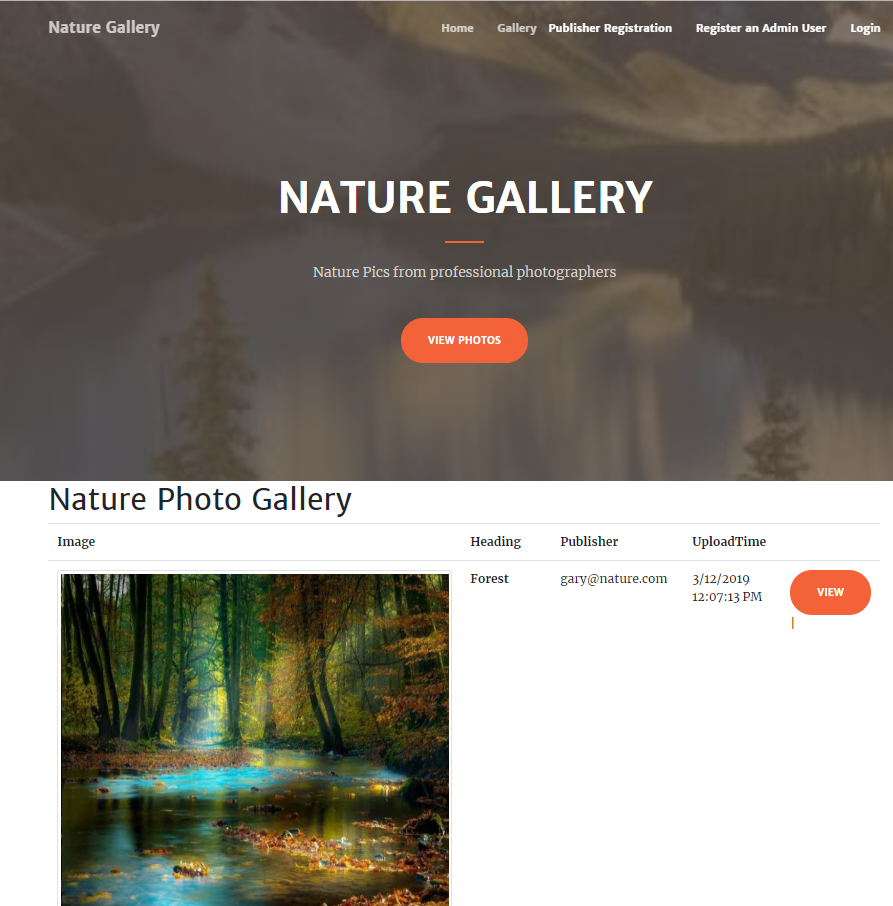 Nature Gallery
Home Gallery Publisher Registration Register an Admin User Login
NATURE GALLERY
Nature Pics from professional photographers
VIEW PHOTOS
Nature Photo Gallery
Image Heading Publisher UploadTime
Forest gary@nature.com 3/12/2019
12:07:13 PM
VIEW
|